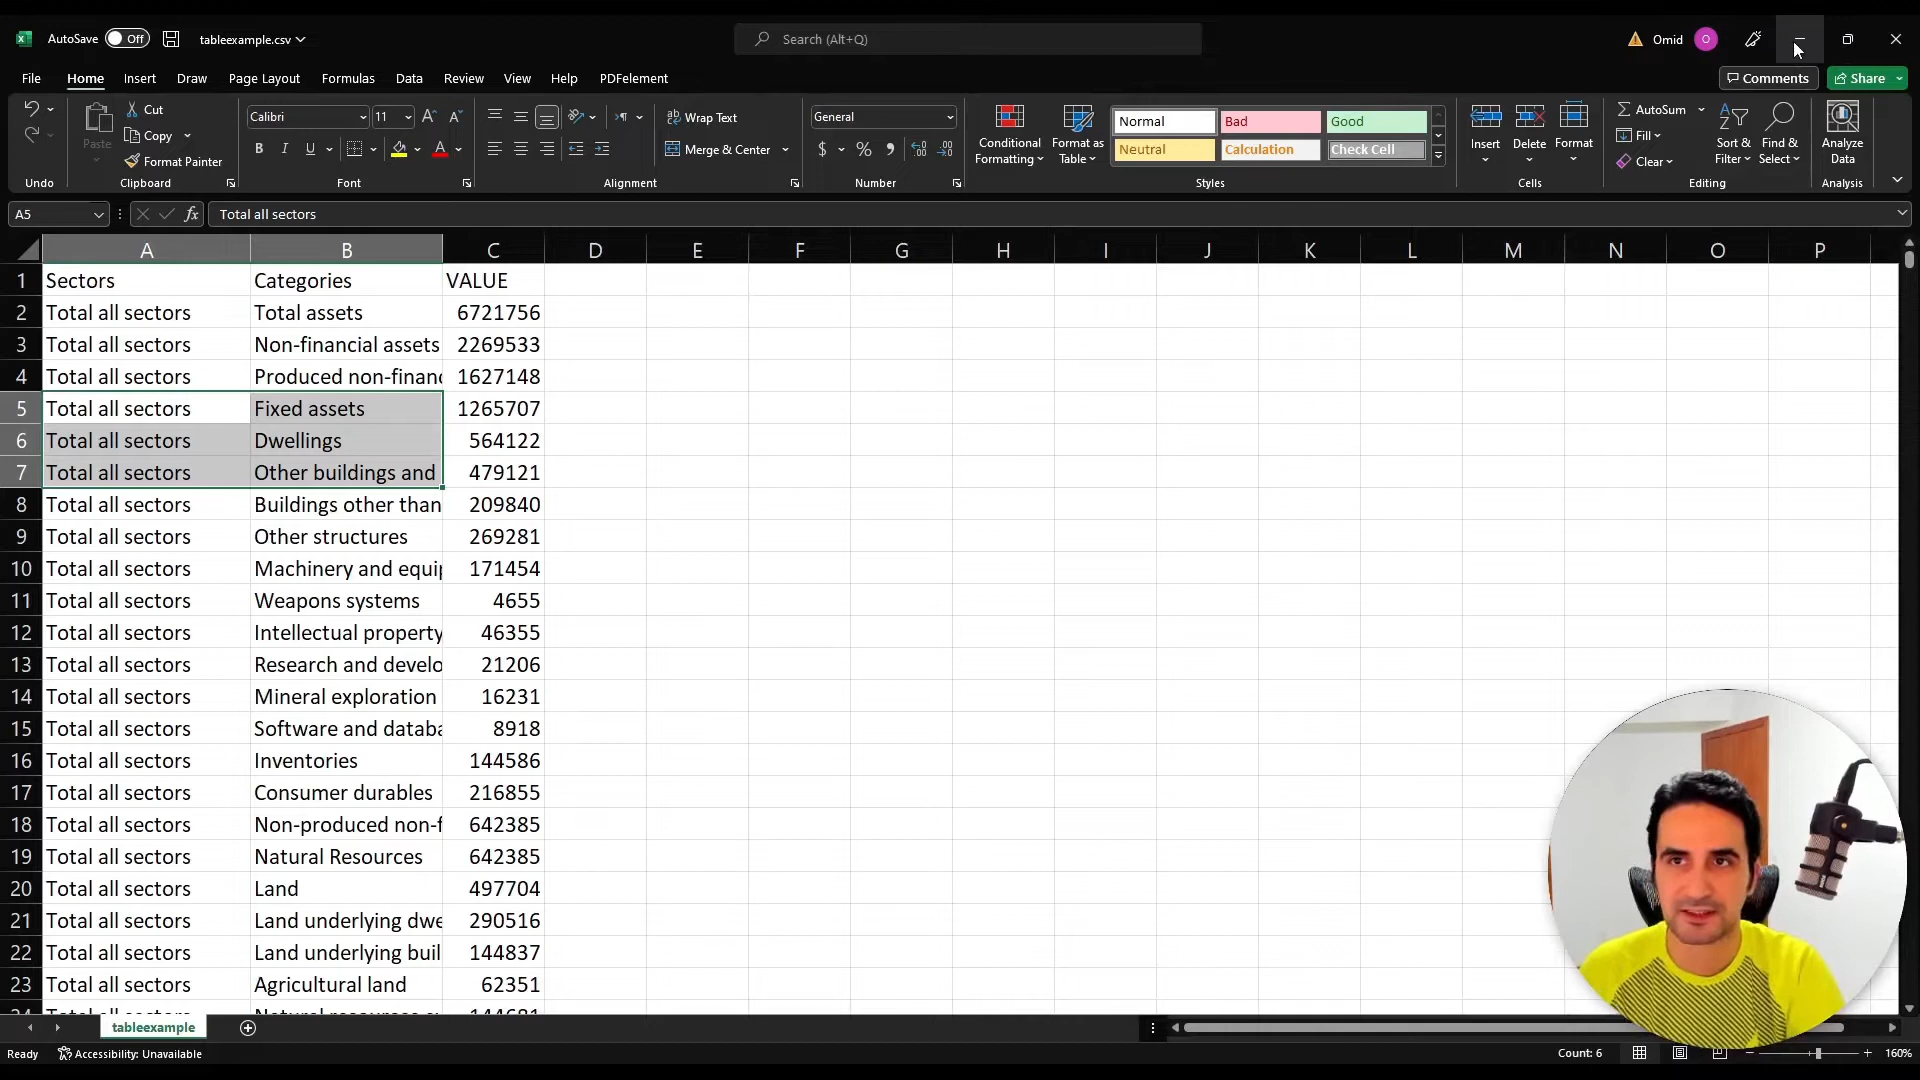 AutoSave Off tableexample.csv Search (Alt+Q) Omid O
File Home Insert Draw Page Layout Formulas Data Review View Help PDFelement Comments Share
Cut Calibri 11 Wrap Text General Normal Bad Good AutoSum
Paste Copy Conditional Formatting Format as Table Insert Delete Format Fill Sort & Filter Find & Select Analyze Data
Format Painter B I U Merge & Center $ % Neutral Calculation Check Cell Clear
Undo Clipboard Font Alignment Number Styles Cells Editing Analysis
A5 fx Total all sectors
A B C D E F G H I J K L M N O P
1 Sectors Categories VALUE
2 Total all sectors Total assets 6721756
3 Total all sectors Non-financial assets 2269533
4 Total all sectors Produced non-financ 1627148
5 Total all sectors Fixed assets 1265707
6 Total all sectors Dwellings 564122
7 Total all sectors Other buildings and 479121
8 Total all sectors Buildings other than 209840
9 Total all sectors Other structures 269281
10 Total all sectors Machinery and equip 171454
11 Total all sectors Weapons systems 4655
12 Total all sectors Intellectual property 46355
13 Total all sectors Research and develo 21206
14 Total all sectors Mineral exploration 16231
15 Total all sectors Software and databa 8918
16 Total all sectors Inventories 144586
17 Total all sectors Consumer durables 216855
18 Total all sectors Non-produced non-f 642385
19 Total all sectors Natural Resources 642385
20 Total all sectors Land 497704
21 Total all sectors Land underlying dwe 290516
22 Total all sectors Land underlying buil 144837
23 Total all sectors Agricultural land 62351
tableexample
Ready Accessibility: Unavailable Count: 6 160%